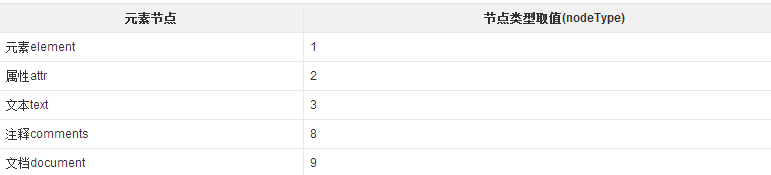 元素节点 节点类型取值(nodeType)
元素element 1
属性attr 2
文本text 3
注释comments 8
文档document 9